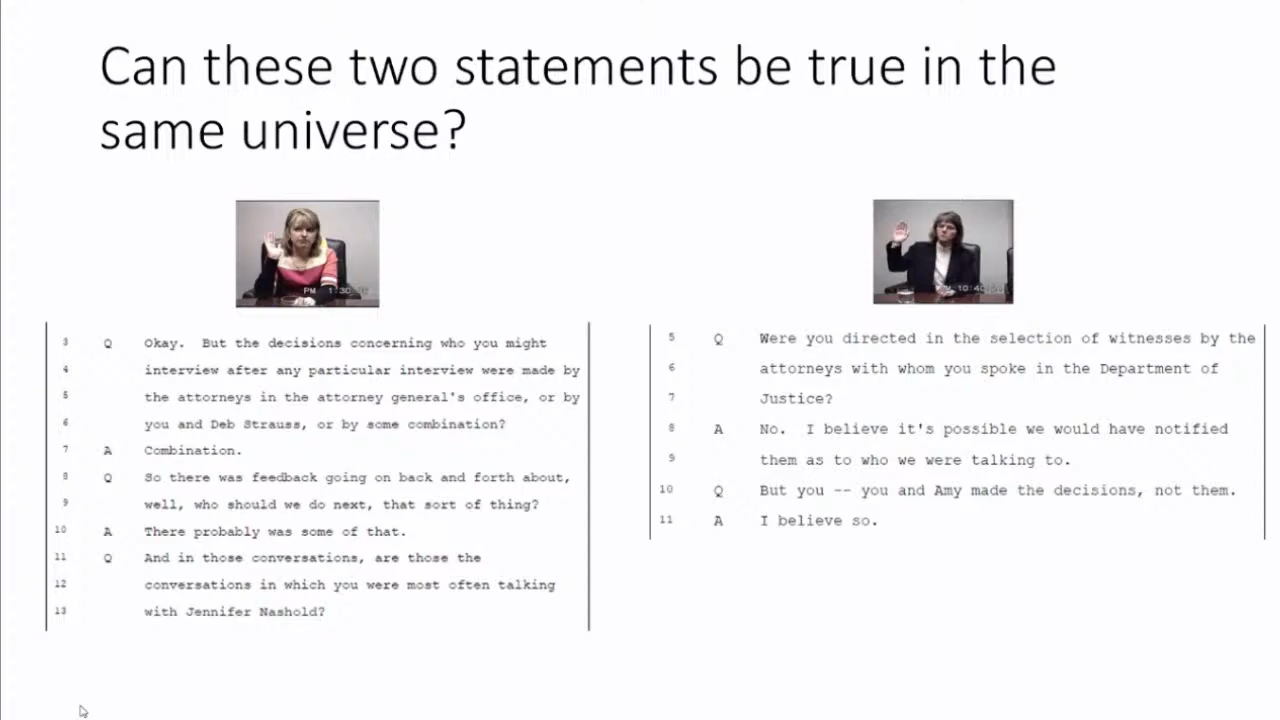 Can these two statements be true in the
same universe?
PM 1:30
10:40
3 Q Okay. But the decisions concerning who you might
4 interview after any particular interview were made by
5 the attorneys in the attorney general's office, or by
6 you and Deb Strauss, or by some combination?
7 A Combination.
8 Q So there was feedback going on back and forth about,
9 well, who should we do next, that sort of thing?
10 A There probably was some of that.
11 Q And in those conversations, are those the
12 conversations in which you were most often talking
13 with Jennifer Nashold?
5 Q Were you directed in the selection of witnesses by the
6 attorneys with whom you spoke in the Department of
7 Justice?
8 A No. I believe it's possible we would have notified
9 them as to who we were talking to.
10 Q But you -- you and Amy made the decisions, not them.
11 A I believe so.